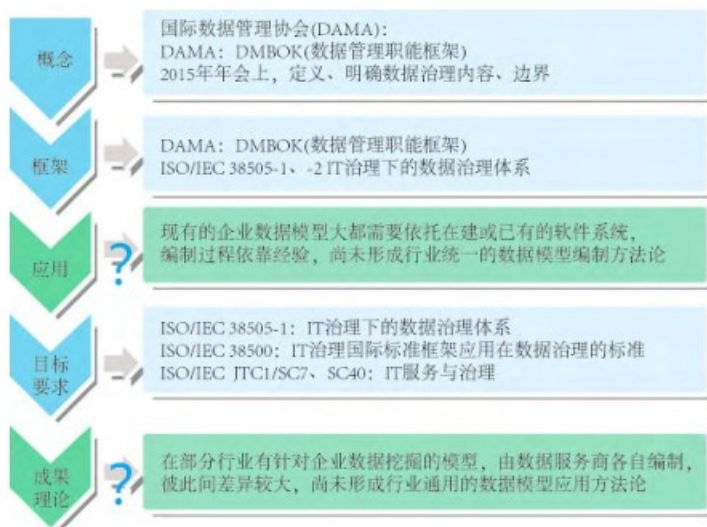 概念
国际数据管理协会(DAMA):
DAMA: DMBOK(数据管理职能框架)
2015年年会上，定义、明确数据治理内容、边界
框架
DAMA: DMBOK(数据管理职能框架)
ISO/IEC 38505-1、-2 IT治理下的数据治理体系
应用
?
现有的企业数据模型大都需要依托在建或已有的软件系统，
编制过程依靠经验，尚未形成行业统一的数据模型编制方法论
目标
要求
ISO/IEC 38505-1: IT治理下的数据治理体系
ISO/IEC 38500: IT治理国际标准框架应用在数据治理的标准
ISO/IEC JTC1/SC7、SC40: IT服务与治理
成果
理论
?
在部分行业有针对企业数据挖掘的模型，由数据服务商各自编制，
彼此间差异较大，尚未形成行业通用的数据模型应用方法论